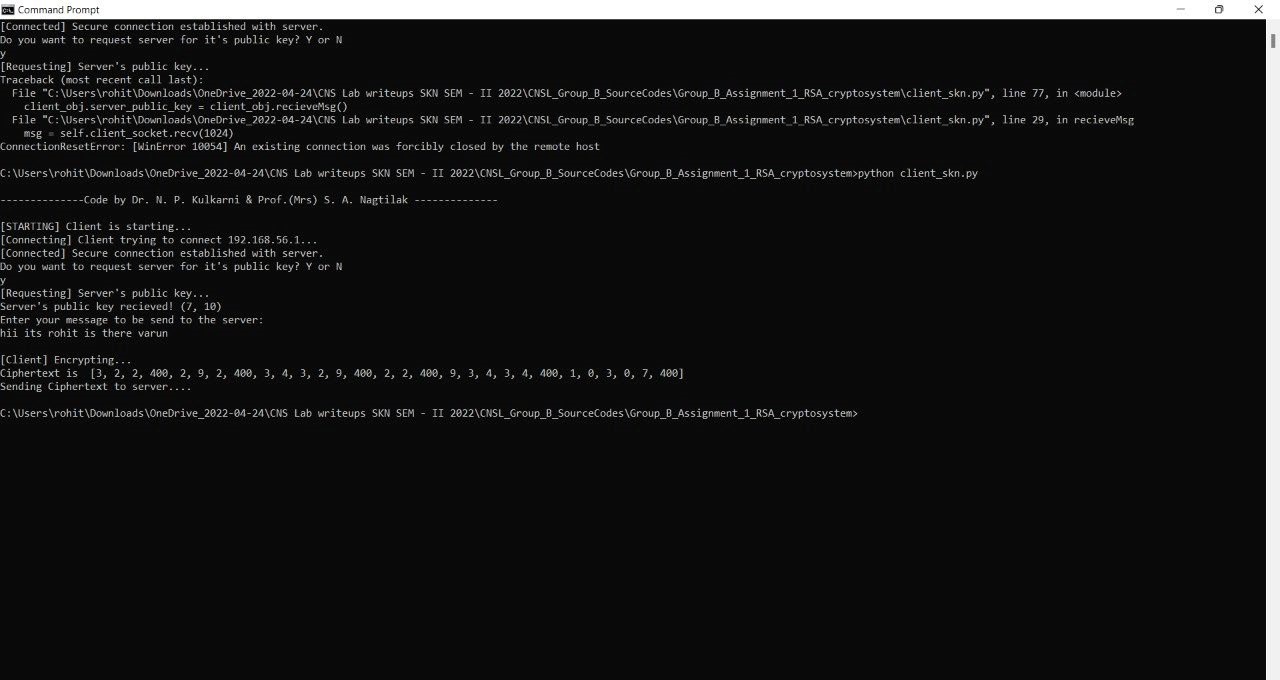 Command Prompt
[Connected] Secure connection established with server.
Do you want to request server for it's public key? Y or N
y
[Requesting] Server's public key...
Traceback (most recent call last):
  File "C:\Users\rohit\Downloads\OneDrive_2022-04-24\CNS Lab writeups SKN SEM - II 2022\CNSL_Group_B_SourceCodes\Group_B_Assignment_1_RSA_cryptosystem\client_skn.py", line 77, in <module>
    client_obj.server_public_key = client_obj.recieveMsg()
  File "C:\Users\rohit\Downloads\OneDrive_2022-04-24\CNS Lab writeups SKN SEM - II 2022\CNSL_Group_B_SourceCodes\Group_B_Assignment_1_RSA_cryptosystem\client_skn.py", line 29, in recieveMsg
    msg = self.client_socket.recv(1024)
ConnectionResetError: [WinError 10054] An existing connection was forcibly closed by the remote host
C:\Users\rohit\Downloads\OneDrive_2022-04-24\CNS Lab writeups SKN SEM - II 2022\CNSL_Group_B_SourceCodes\Group_B_Assignment_1_RSA_cryptosystem>python client_skn.py
--------------Code by Dr. N. P. Kulkarni & Prof.(Mrs) S. A. Nagtilak --------------
[STARTING] Client is starting...
[Connecting] Client trying to connect 192.168.56.1...
[Connected] Secure connection established with server.
Do you want to request server for it's public key? Y or N
y
[Requesting] Server's public key...
Server's public key recieved! (7, 10)
Enter your message to be send to the server:
hii its rohit is there varun
[Client] Encrypting...
Ciphertext is  [3, 2, 2, 400, 2, 9, 2, 400, 3, 4, 3, 2, 9, 400, 2, 2, 400, 9, 3, 4, 3, 4, 400, 1, 0, 3, 0, 7, 400]
Sending Ciphertext to server....
C:\Users\rohit\Downloads\OneDrive_2022-04-24\CNS Lab writeups SKN SEM - II 2022\CNSL_Group_B_SourceCodes\Group_B_Assignment_1_RSA_cryptosystem>